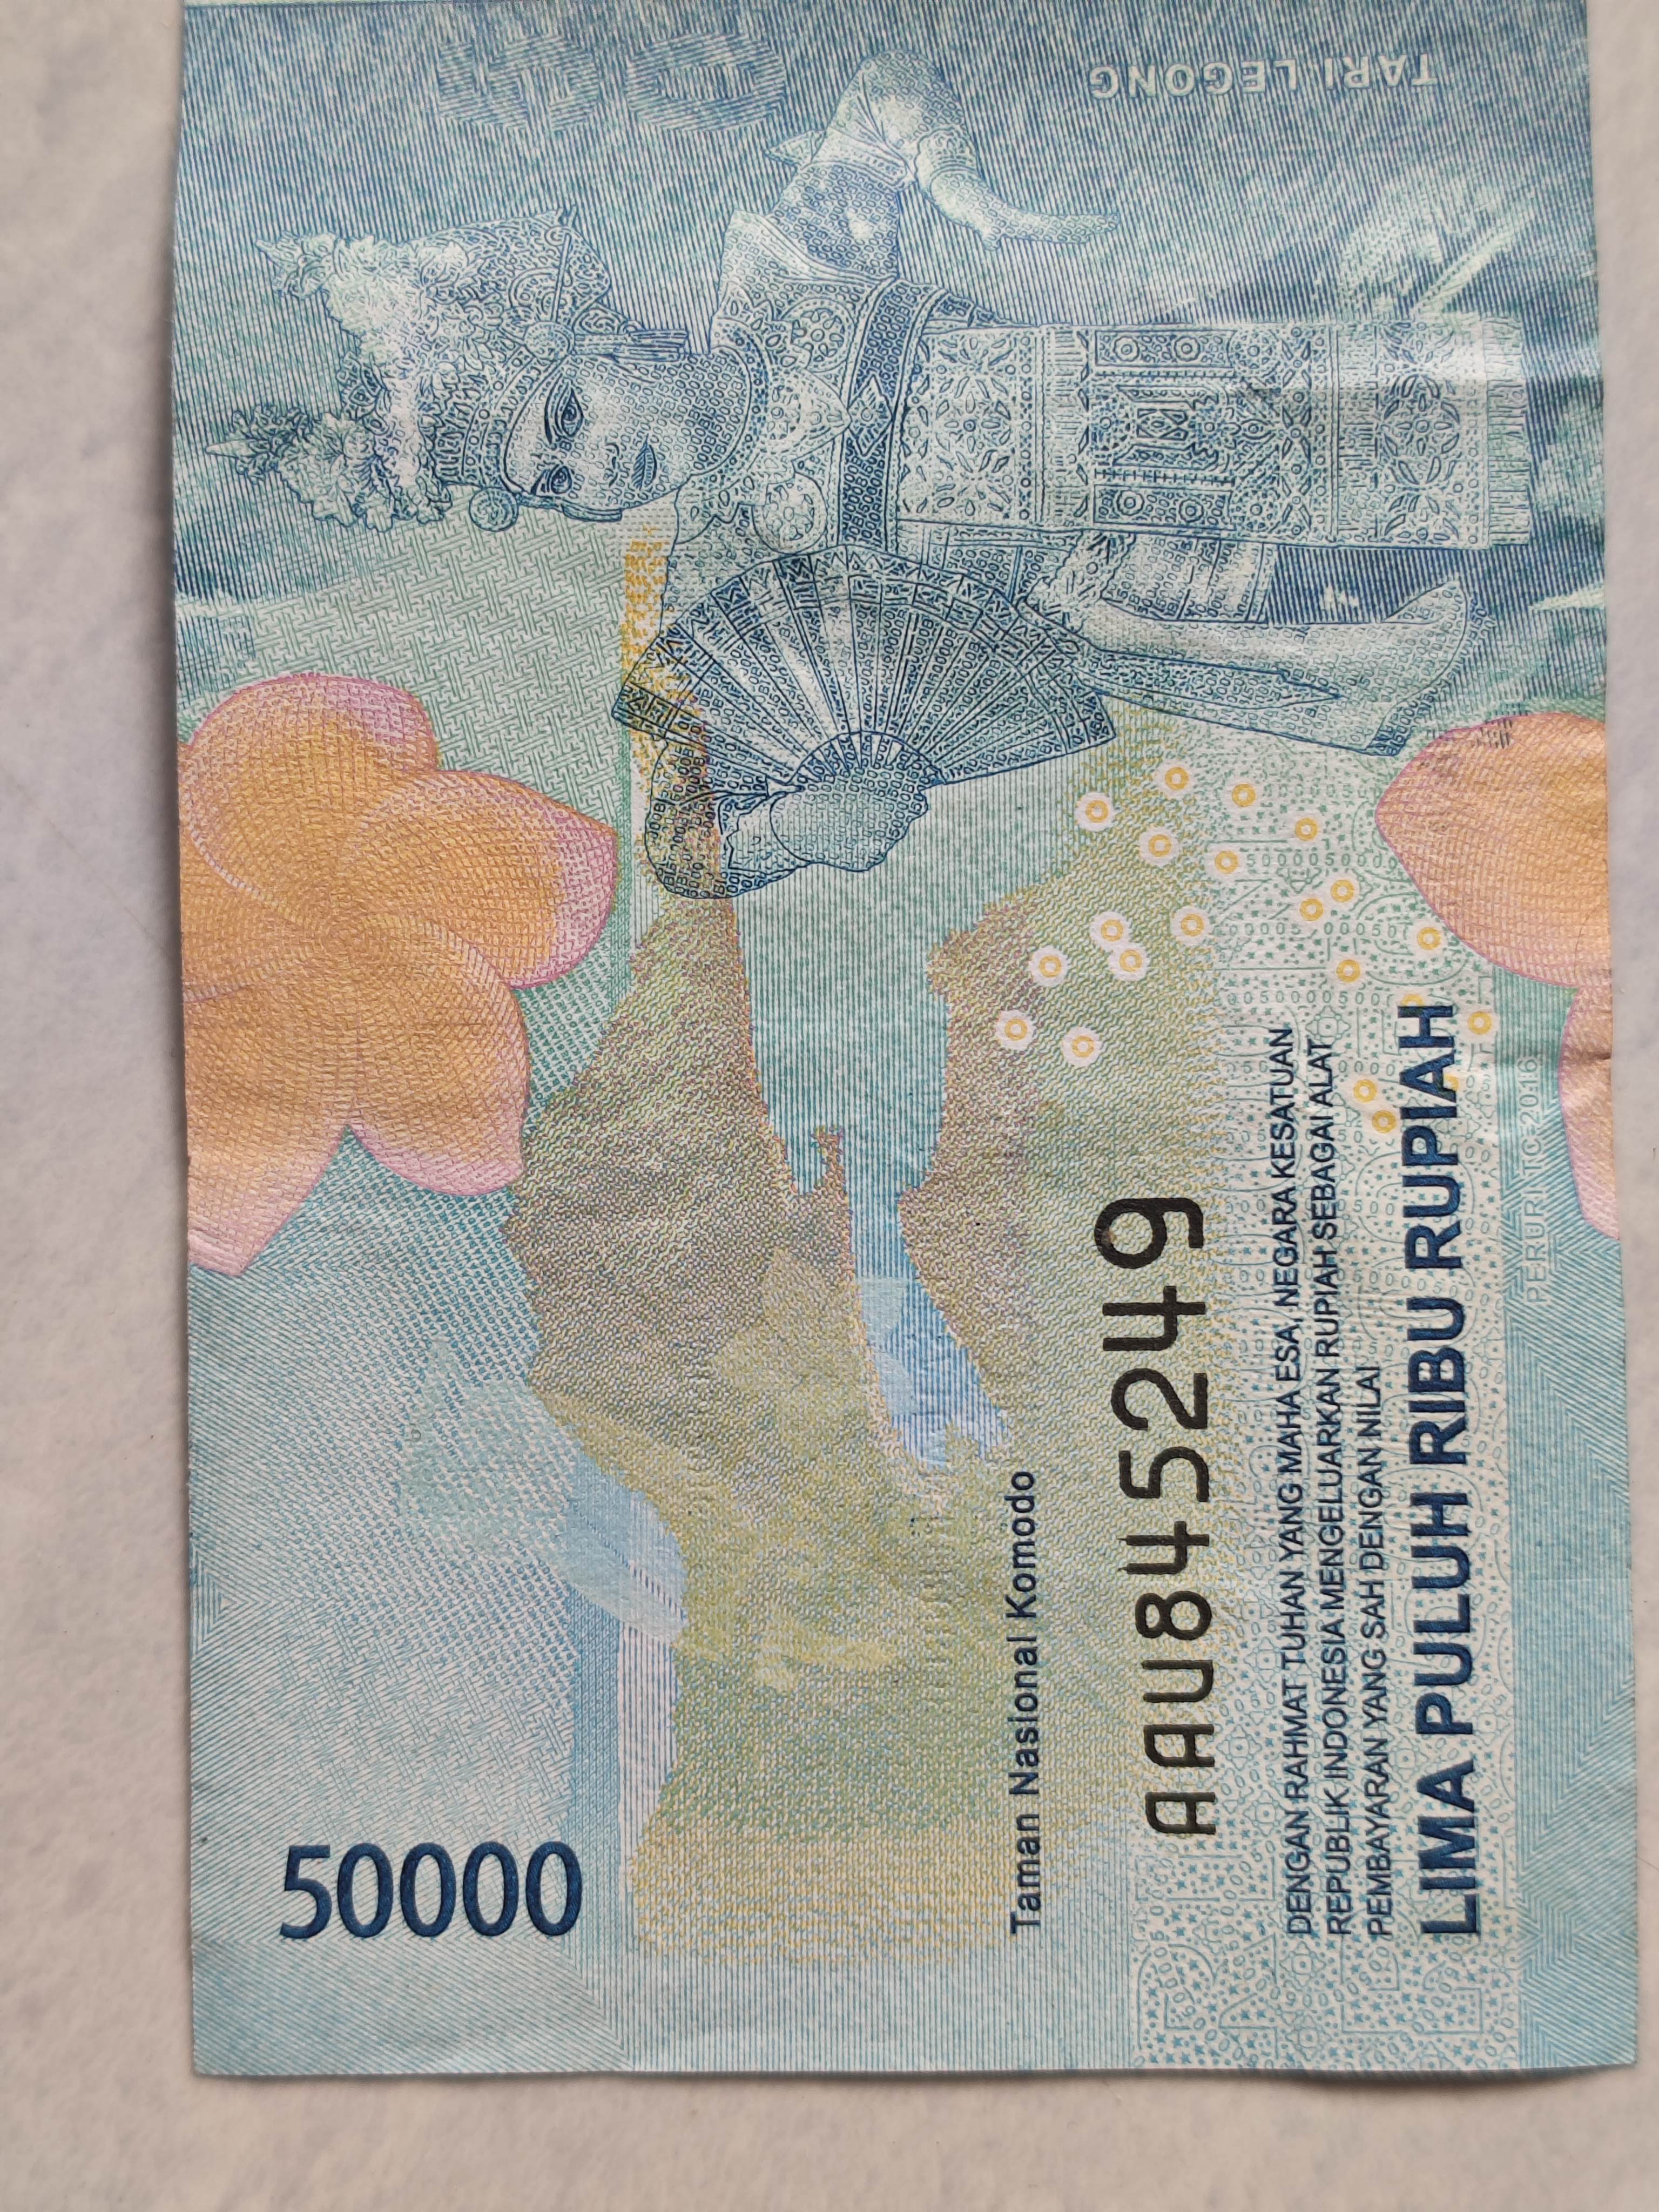 50000
Taman Nasional Komodo
AAU845249
DENGAN RAHMAT TUHAN YANG MAHA ESA, NEGARA KESATUAN
REPUBLIK INDONESIA MENGELUARKAN RUPIAH SEBAGAI ALAT
PEMBAYARAN YANG SAH DENGAN NILAI
LIMA PULUH RIBU RUPIAH
PERURI TC 2016
TARI LEGONG
50